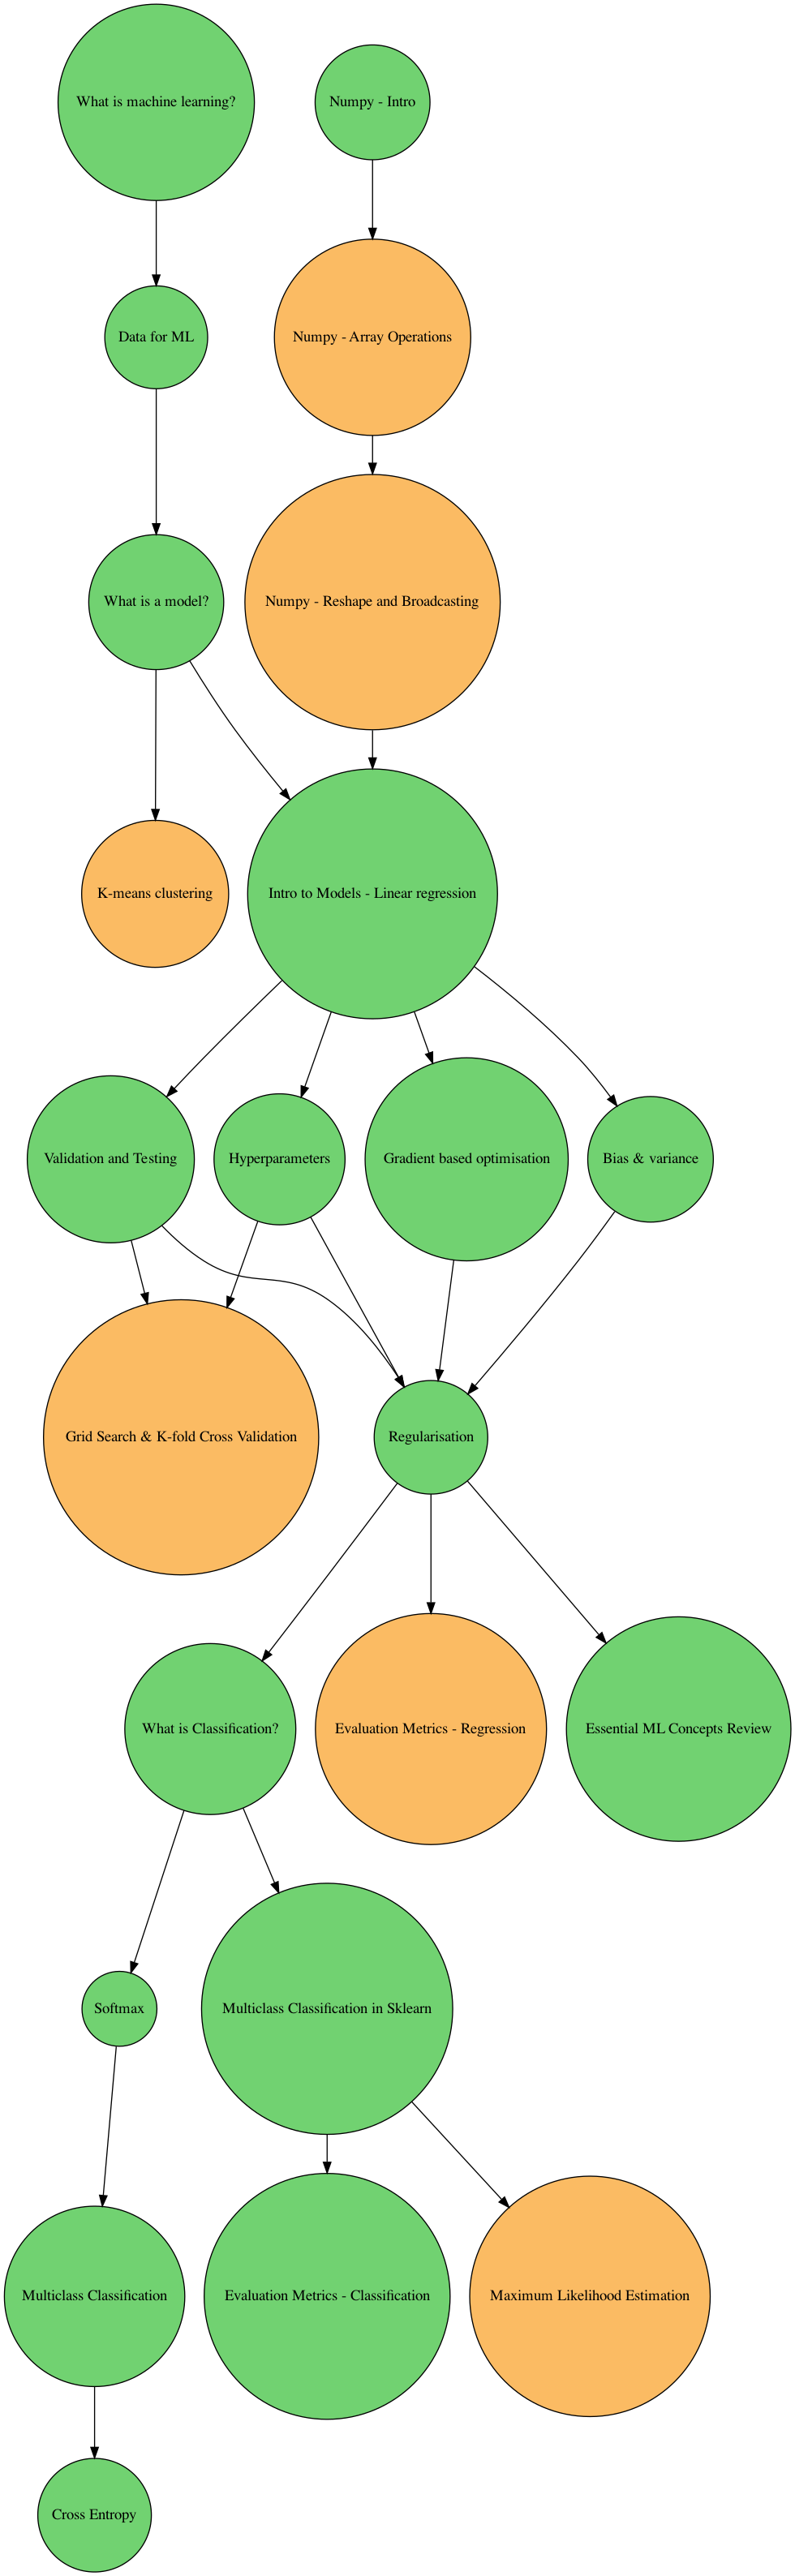 What is machine learning?
Numpy - Intro
Data for ML
Numpy - Array Operations
What is a model?
Numpy - Reshape and Broadcasting
K-means clustering
Intro to Models - Linear regression
Validation and Testing
Hyperparameters
Gradient based optimisation
Bias & variance
Grid Search & K-fold Cross Validation
Regularisation
What is Classification?
Evaluation Metrics - Regression
Essential ML Concepts Review
Softmax
Multiclass Classification in Sklearn
Multiclass Classification
Evaluation Metrics - Classification
Maximum Likelihood Estimation
Cross Entropy